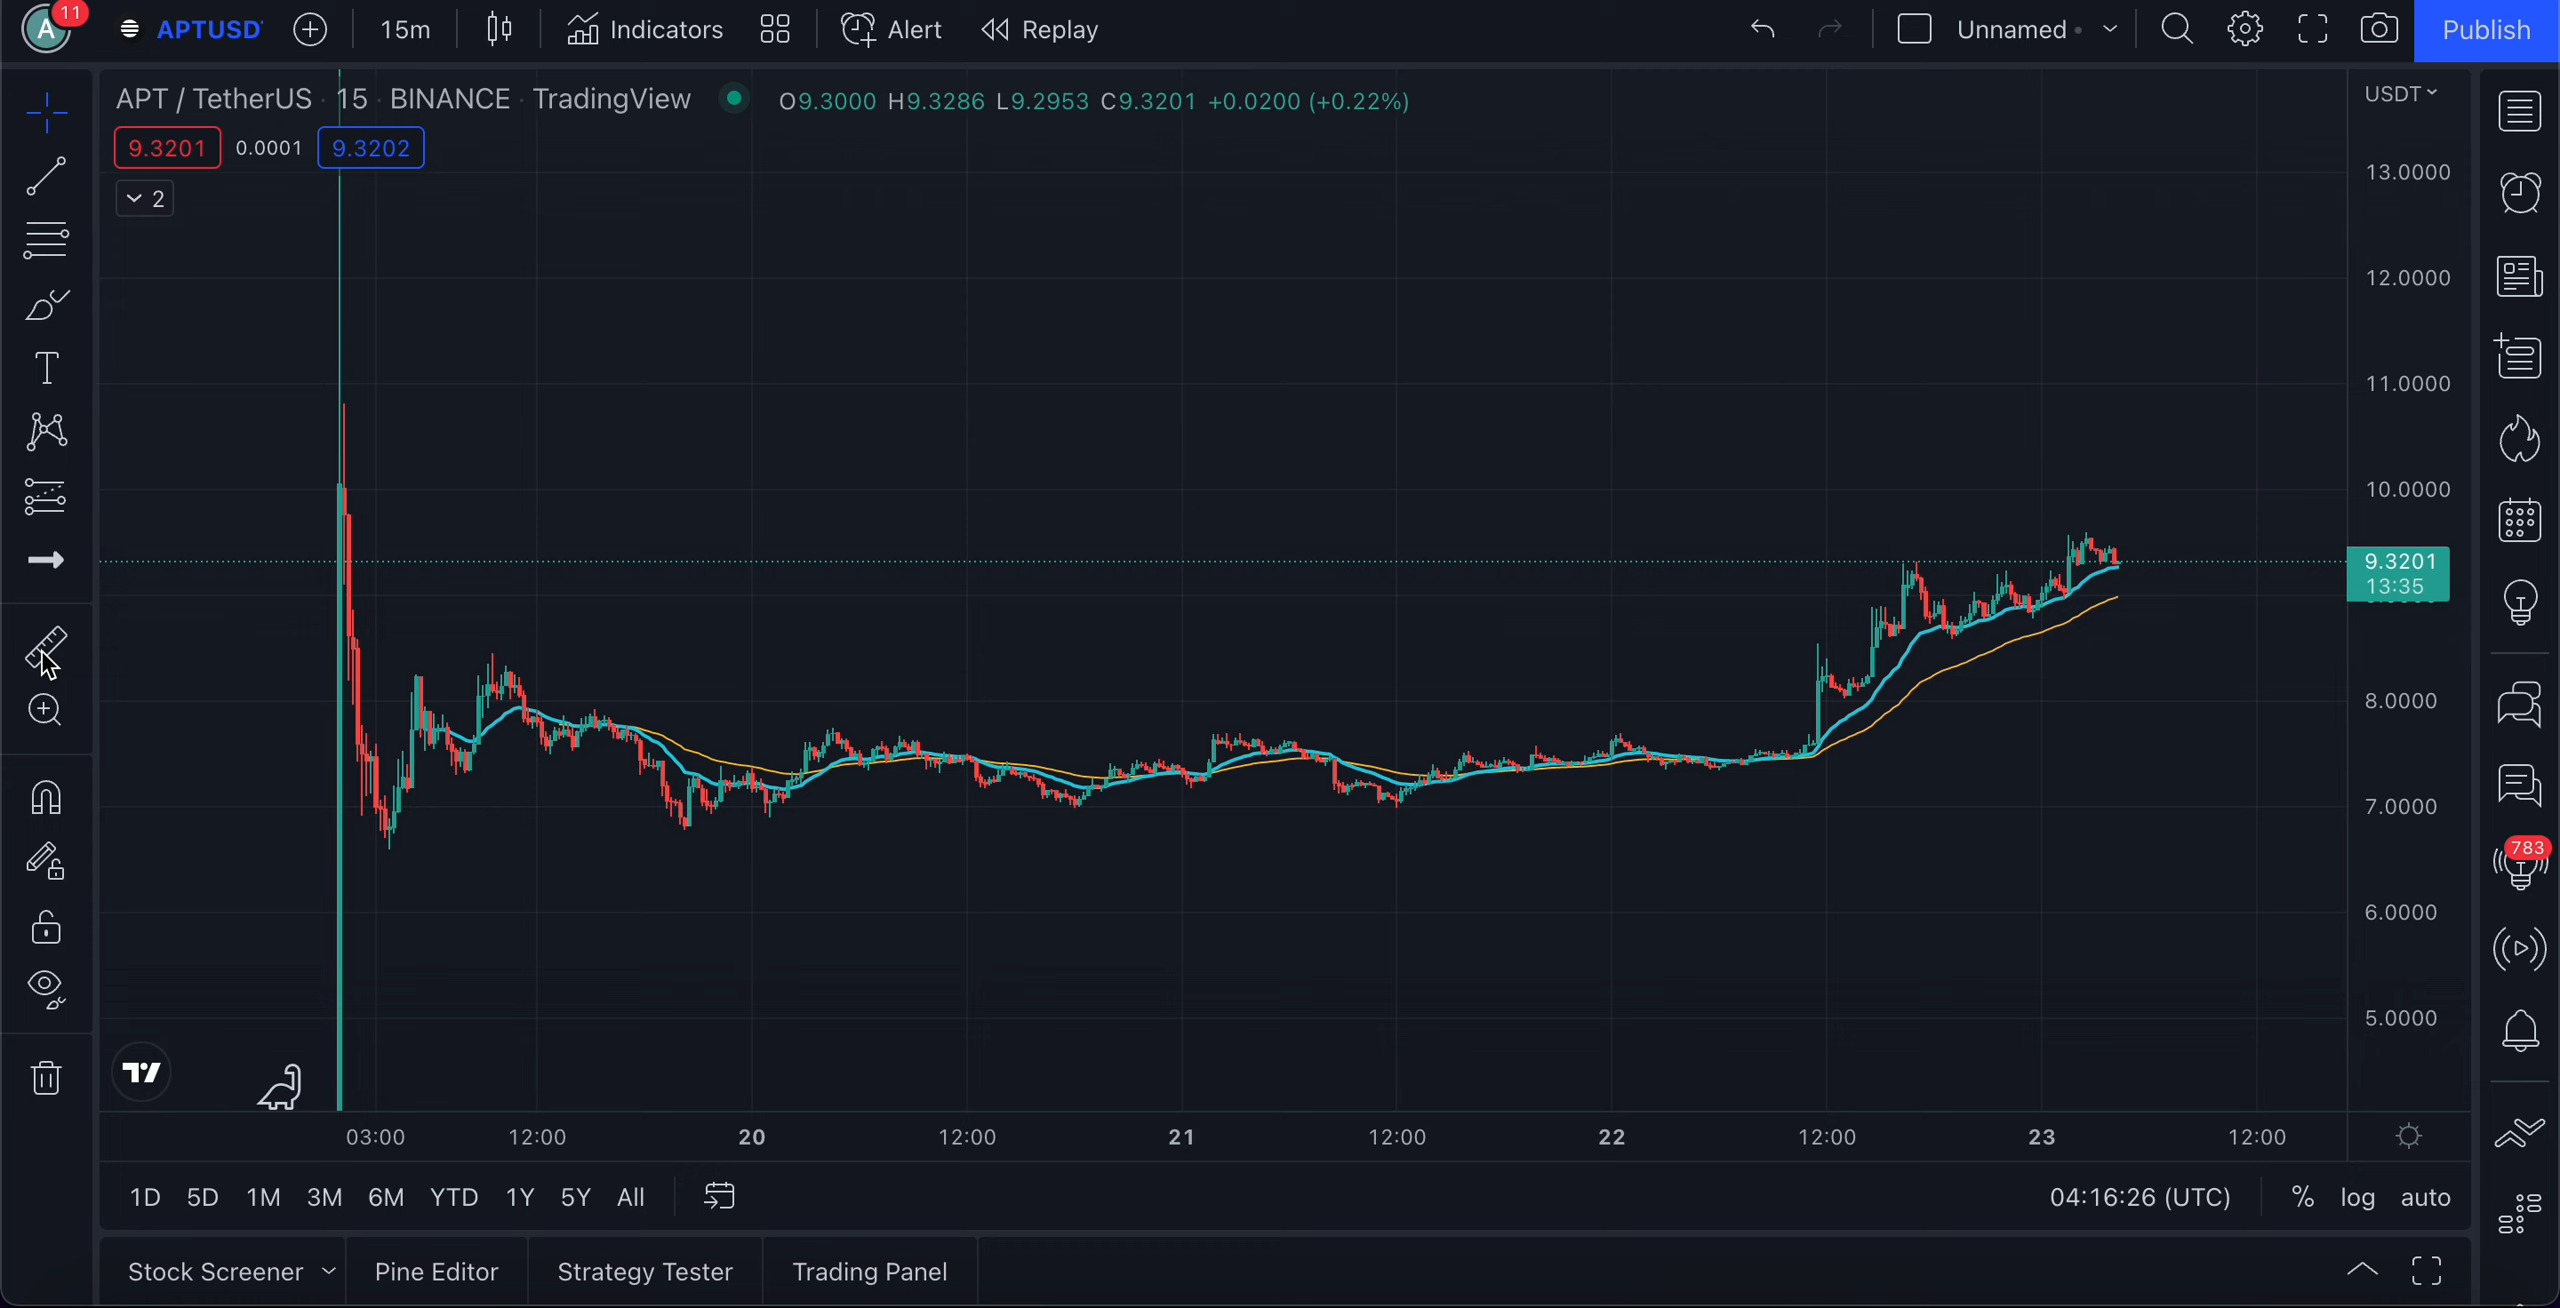 A 11 APTUSD 15m Indicators Alert Replay Unnamed Publish
APT / TetherUS · 15 · BINANCE · TradingView O9.3000 H9.3286 L9.2953 C9.3201 +0.0200 (+0.22%) USDT
9.3201 0.0001 9.3202
2
13.0000
12.0000
11.0000
10.0000
9.3201
13:35
8.0000
7.0000
783
6.0000
5.0000
03:00 12:00 20 12:00 21 12:00 22 12:00 23 12:00
1D 5D 1M 3M 6M YTD 1Y 5Y All 04:16:26 (UTC) % log auto
Stock Screener Pine Editor Strategy Tester Trading Panel